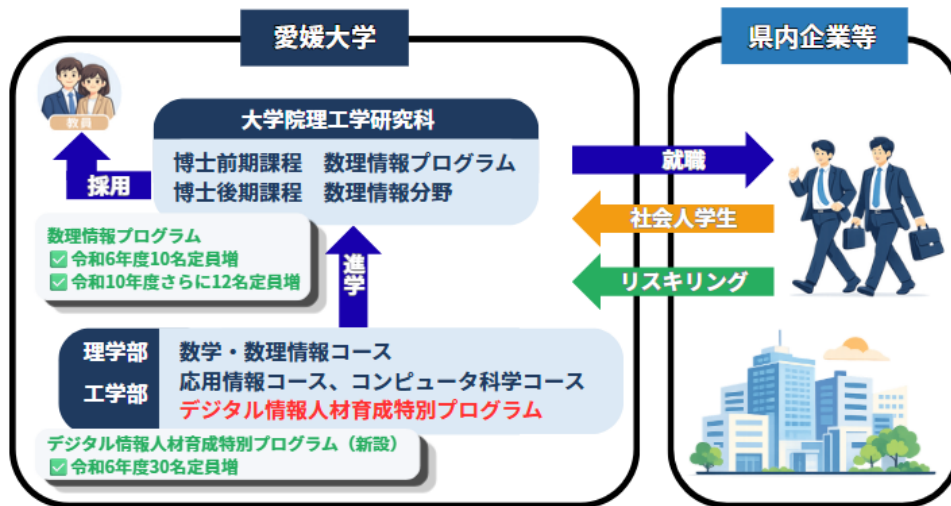 愛媛大学
県内企業等
教員
大学院理工学研究科
博士前期課程 数理情報プログラム
博士後期課程 数理情報分野
採用
就職
社会人学生
リスキリング
数理情報プログラム
✅ 令和6年度10名定員増
✅ 令和10年度さらに12名定員増
進学
理学部 数学・数理情報コース
工学部 応用情報コース、コンピュータ科学コース
デジタル情報人材育成特別プログラム
デジタル情報人材育成特別プログラム（新設）
✅ 令和6年度30名定員増